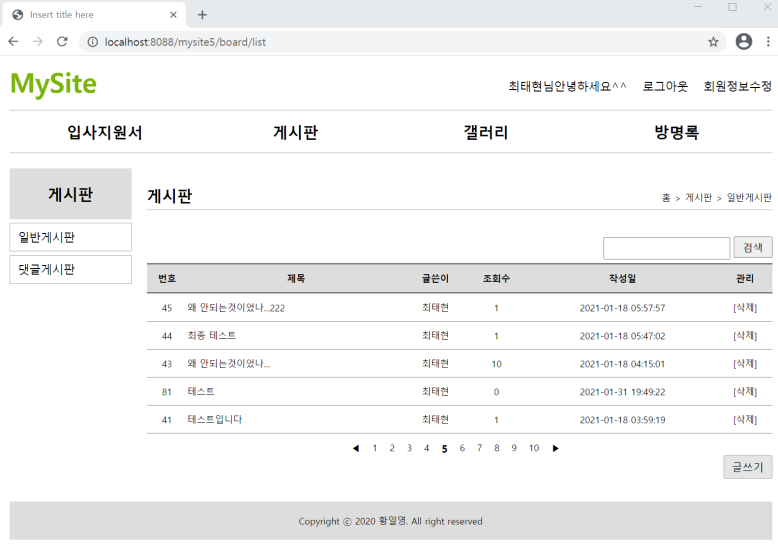 Insert title here
localhost:8088/mysite5/board/list
MySite
최태현님안녕하세요^^ 로그아웃 회원정보수정
입사지원서 게시판 갤러리 방명록
게시판
일반게시판
댓글게시판
게시판
홈 > 게시판 > 일반게시판
검색
번호 제목 글쓴이 조회수 작성일 관리
45 왜 안되는것이었나...222 최태현 1 2021-01-18 05:57:57 [삭제]
44 최종 테스트 최태현 1 2021-01-18 05:47:02 [삭제]
43 왜 안되는것이었나... 최태현 10 2021-01-18 04:15:01 [삭제]
81 테스트 최태현 0 2021-01-31 19:49:22 [삭제]
41 테스트입니다 최태현 1 2021-01-18 03:59:19 [삭제]
◀ 1 2 3 4 5 6 7 8 9 10 ▶
글쓰기
Copyright ⓒ 2020 황일영. All right reserved